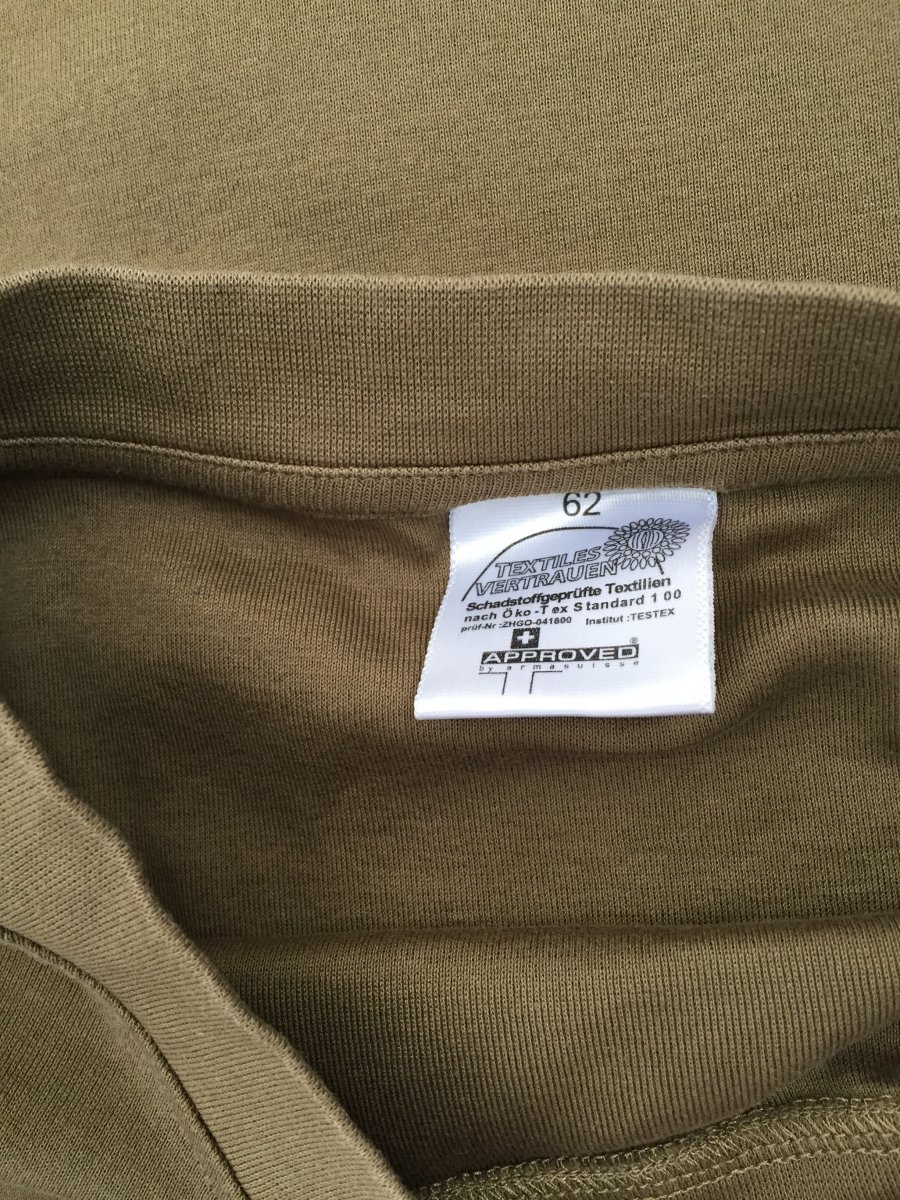 62
TEXTILES
VERTRAUEN
Schadstoffgeprüfte Textilien
nach Öko-Tex Standard 100
prüf-Nr :ZHGO-041800 Institut :TESTEX
APPROVED®
by armasuisse